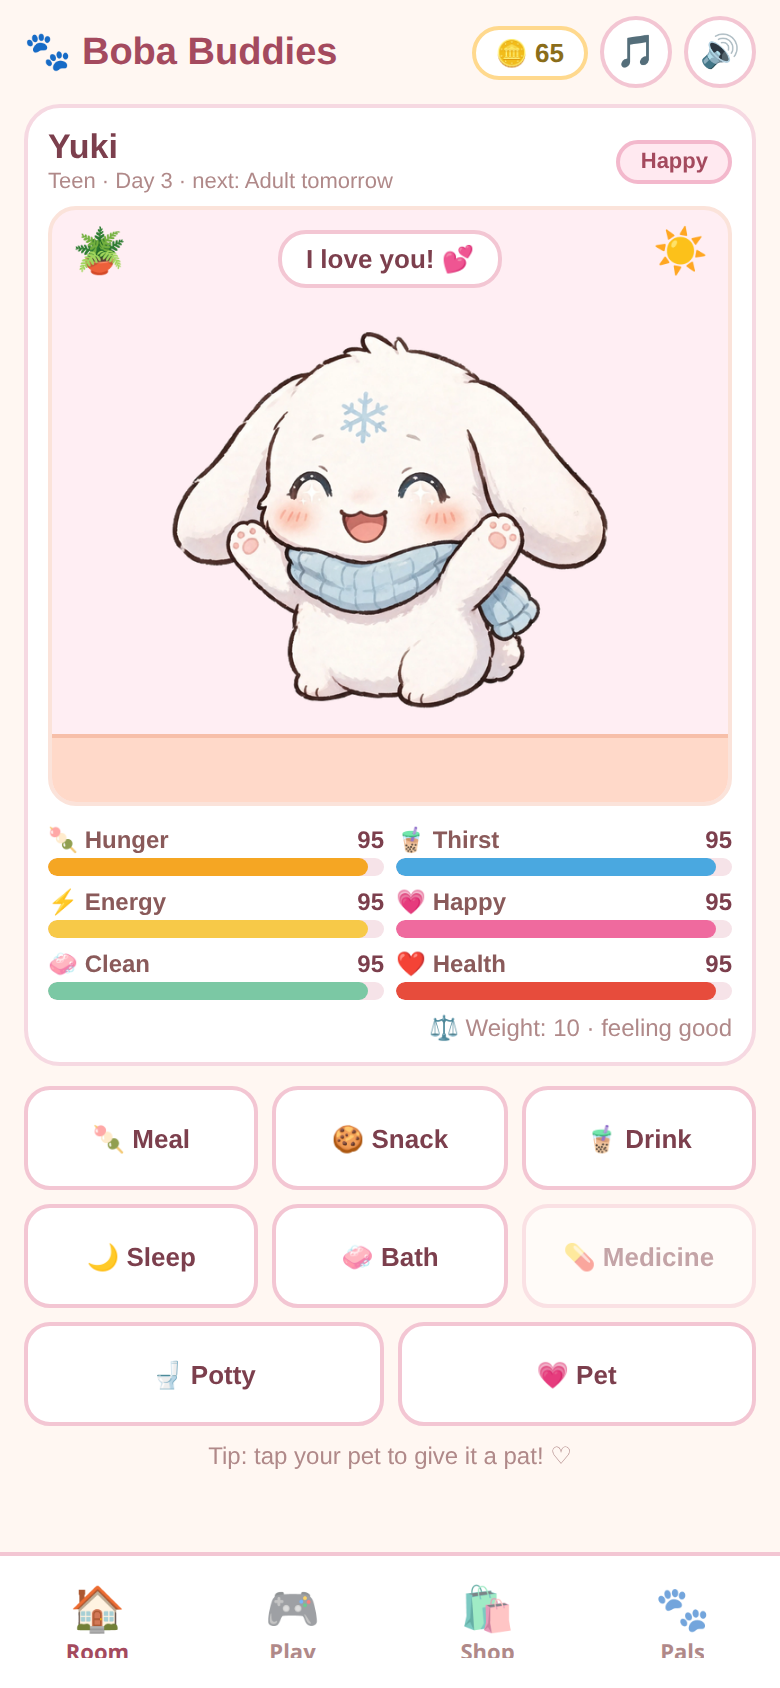 🐾 Boba Buddies
🪙 65
Yuki
Teen · Day 3 · next: Adult tomorrow
Happy
I love you! 💕
🍡 Hunger 95
🧋 Thirst 95
⚡ Energy 95
💗 Happy 95
🧼 Clean 95
❤️ Health 95
⚖️ Weight: 10 · feeling good
🍡 Meal
🍪 Snack
🧋 Drink
🌙 Sleep
🧼 Bath
💊 Medicine
🚽 Potty
💗 Pet
Tip: tap your pet to give it a pat! ♡
Room
Play
Shop
Pals